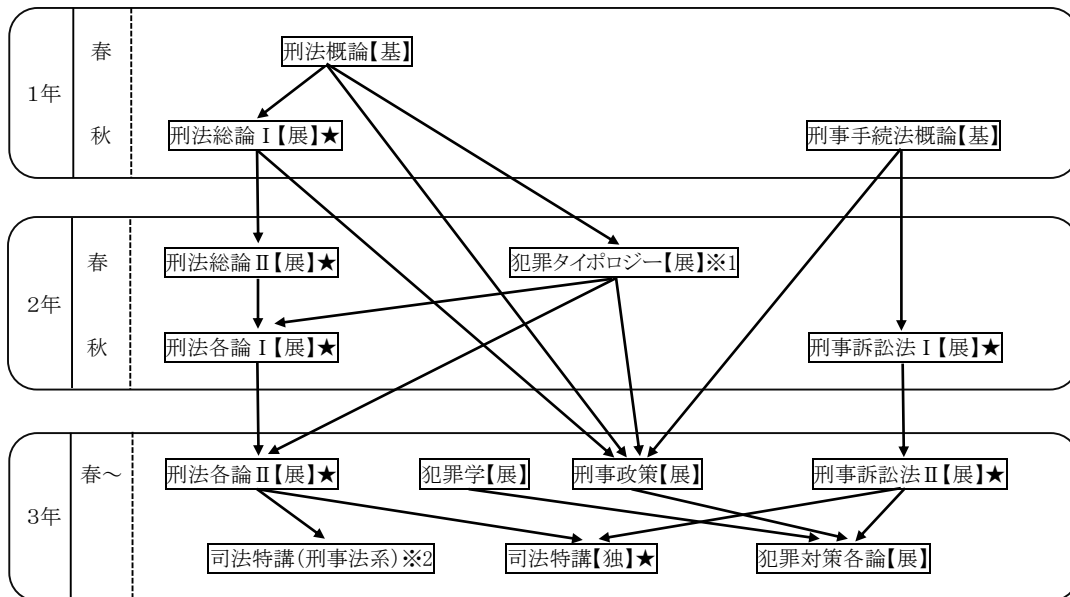 春
刑法概論【基】
1年
秋
刑法総論Ⅰ【展】★
刑事手続法概論【基】
春
刑法総論Ⅱ【展】★
犯罪タイポロジー【展】※1
2年
秋
刑法各論Ⅰ【展】★
刑事訴訟法Ⅰ【展】★
春～
刑法各論Ⅱ【展】★
犯罪学【展】
刑事政策【展】
刑事訴訟法Ⅱ【展】★
3年
司法特講(刑事法系)※2
司法特講【独】★
犯罪対策各論【展】